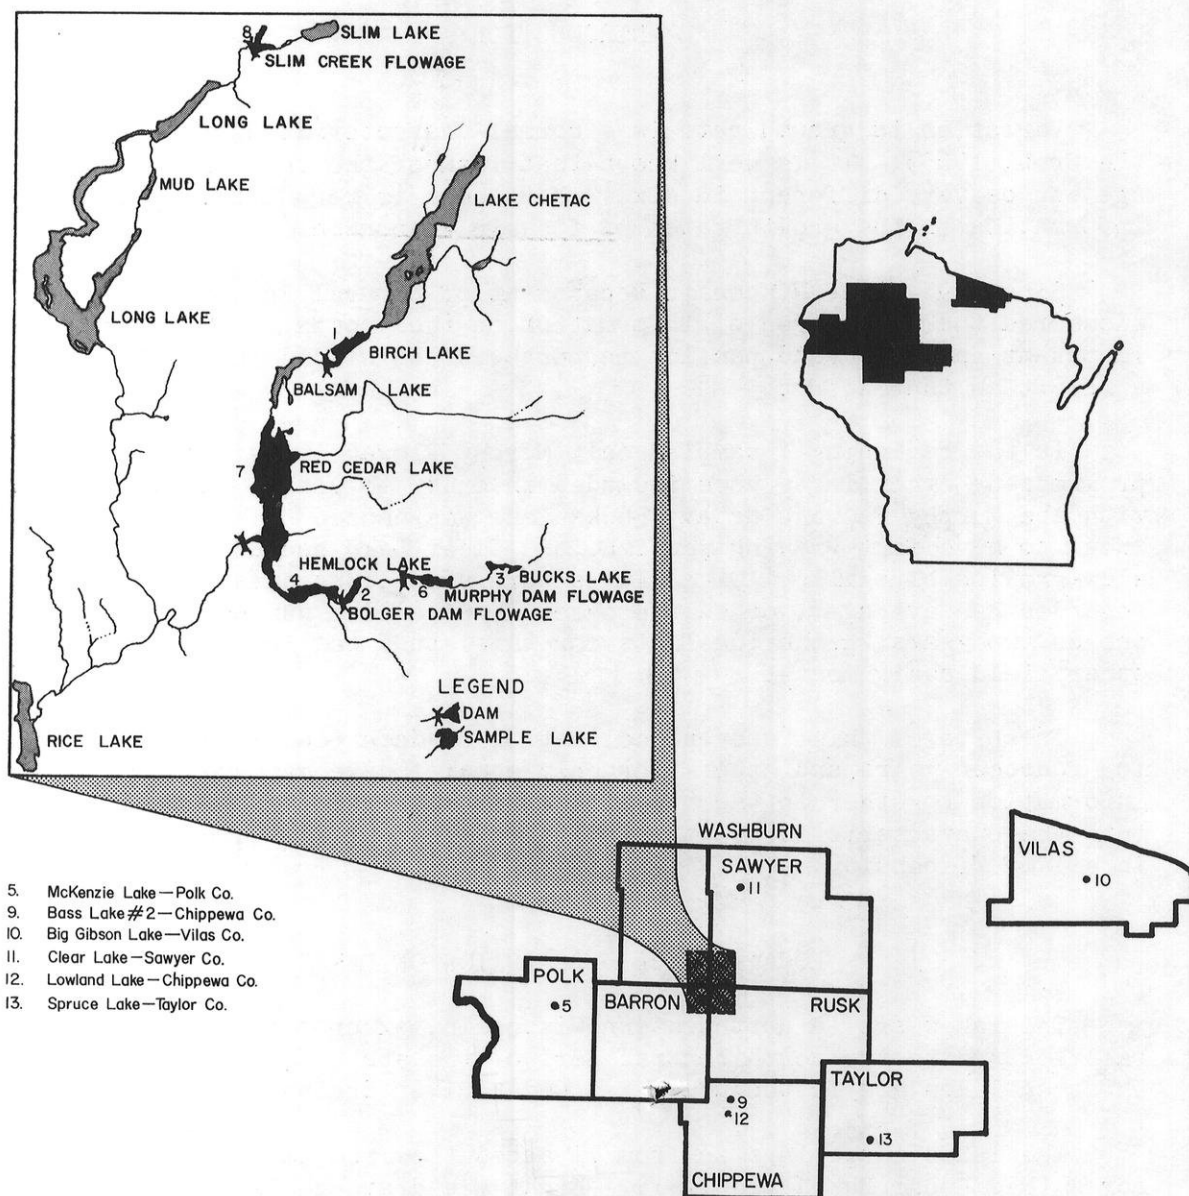 8
SLIM LAKE
SLIM CREEK FLOWAGE
LONG LAKE
MUD LAKE
LAKE CHETAC
LONG LAKE
1
BIRCH LAKE
BALSAM LAKE
7
RED CEDAR LAKE
HEMLOCK LAKE
4
2
6
3
BUCKS LAKE
MURPHY DAM FLOWAGE
BOLGER DAM FLOWAGE
LEGEND
DAM
SAMPLE LAKE
RICE LAKE
WASHBURN
SAWYER
11
VILAS
10
5. McKenzie Lake—Polk Co.
9. Bass Lake #2—Chippewa Co.
10. Big Gibson Lake—Vilas Co.
11. Clear Lake—Sawyer Co.
12. Lowland Lake—Chippewa Co.
13. Spruce Lake—Taylor Co.
POLK
5
BARRON
RUSK
TAYLOR
9
12
13
CHIPPEWA